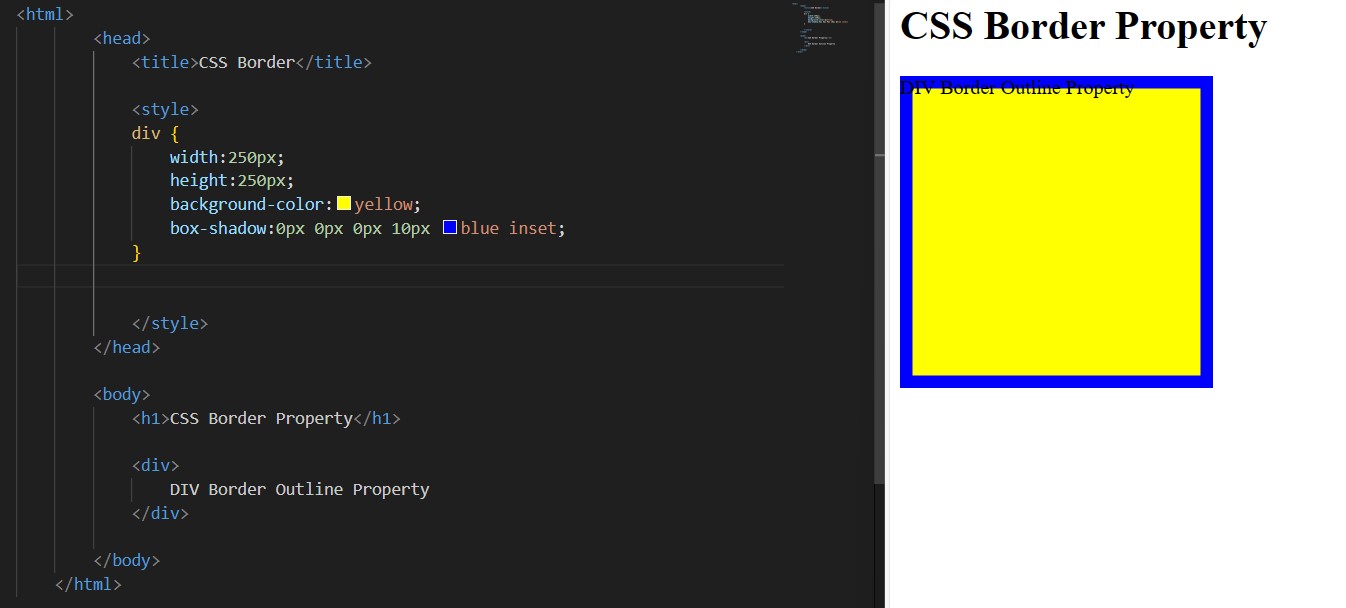 <html>
<head>
<title>CSS Border</title>
<style>
div {
width:250px;
height:250px;
background-color:yellow;
box-shadow:0px 0px 0px 10px blue inset;
}
</style>
</head>
<body>
<h1>CSS Border Property</h1>
<div>
DIV Border Outline Property
</div>
</body>
</html>
CSS Border Property
DIV Border Outline Property